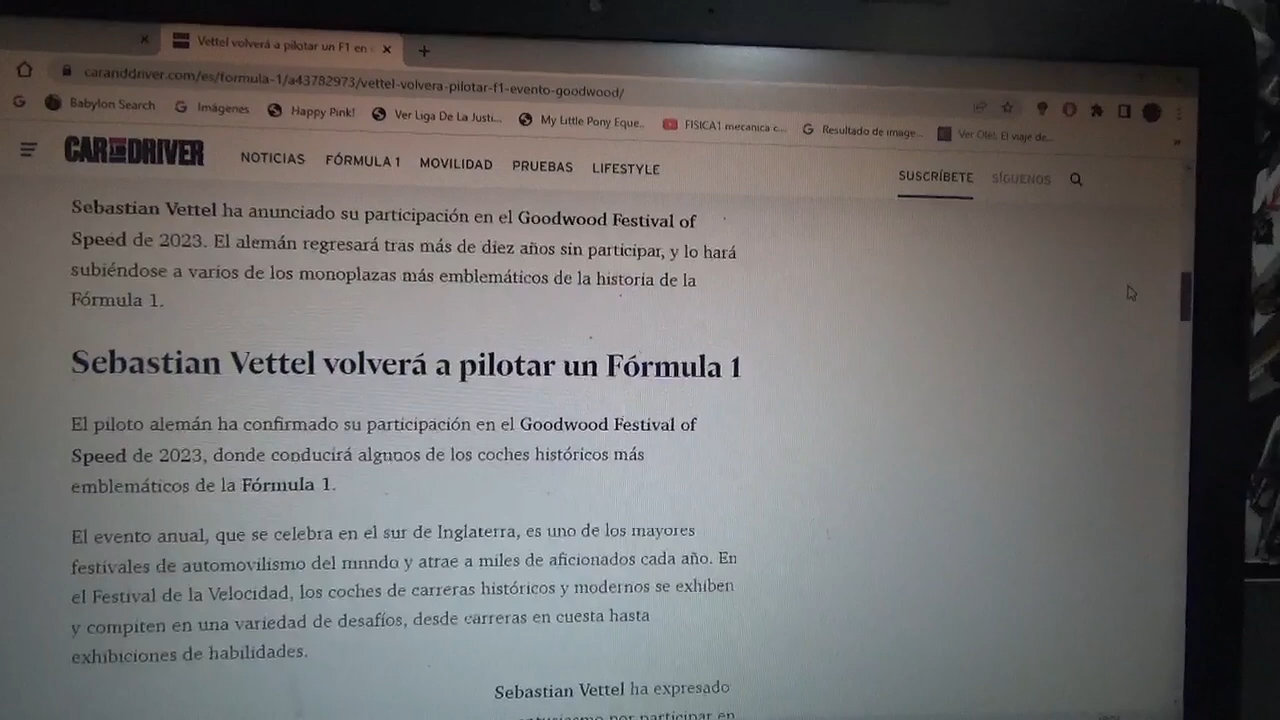 Vettel volverá a pilotar un F1 en
caranddriver.com/es/formula-1/a43782973/vettel-volvera-pilotar-f1-evento-goodwood/
Babylon Search Imágenes Happy Pink! Ver Liga De La Justi... My Little Pony Eque... FISICA1 mecanica c... Resultado de image... Ver Olas, El viaje de...
CAR AND DRIVER NOTICIAS FÓRMULA 1 MOVILIDAD PRUEBAS LIFESTYLE SUSCRÍBETE SÍGUENOS
Sebastian Vettel ha anunciado su participación en el Goodwood Festival of
Speed de 2023. El alemán regresará tras más de diez años sin participar, y lo hará
subiéndose a varios de los monoplazas más emblemáticos de la historia de la
Fórmula 1.
Sebastian Vettel volverá a pilotar un Fórmula 1
El piloto alemán ha confirmado su participación en el Goodwood Festival of
Speed de 2023, donde conducirá algunos de los coches históricos más
emblemáticos de la Fórmula 1.
El evento anual, que se celebra en el sur de Inglaterra, es uno de los mayores
festivales de automovilismo del mundo y atrae a miles de aficionados cada año. En
el Festival de la Velocidad, los coches de carreras históricos y modernos se exhiben
y compiten en una variedad de desafíos, desde carreras en cuesta hasta
exhibiciones de habilidades.
Sebastian Vettel ha expresado
entusiasmo por participar en